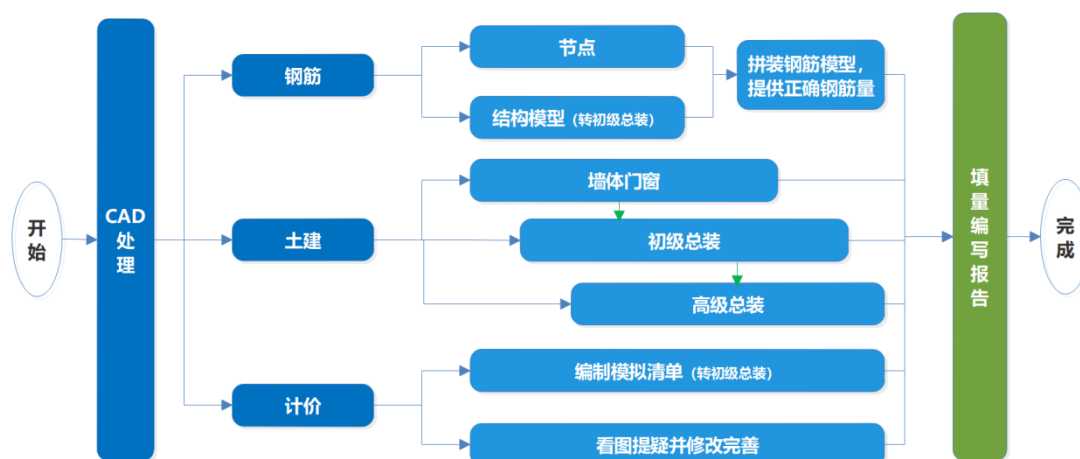 开
始
CAD
处
理
钢筋
节点
结构模型（转初级总装）
拼装钢筋模型，
提供正确钢筋量
土建
墙体门窗
初级总装
高级总装
计价
编制模拟清单（转初级总装）
看图提疑并修改完善
填
量
编
写
报
告
完
成